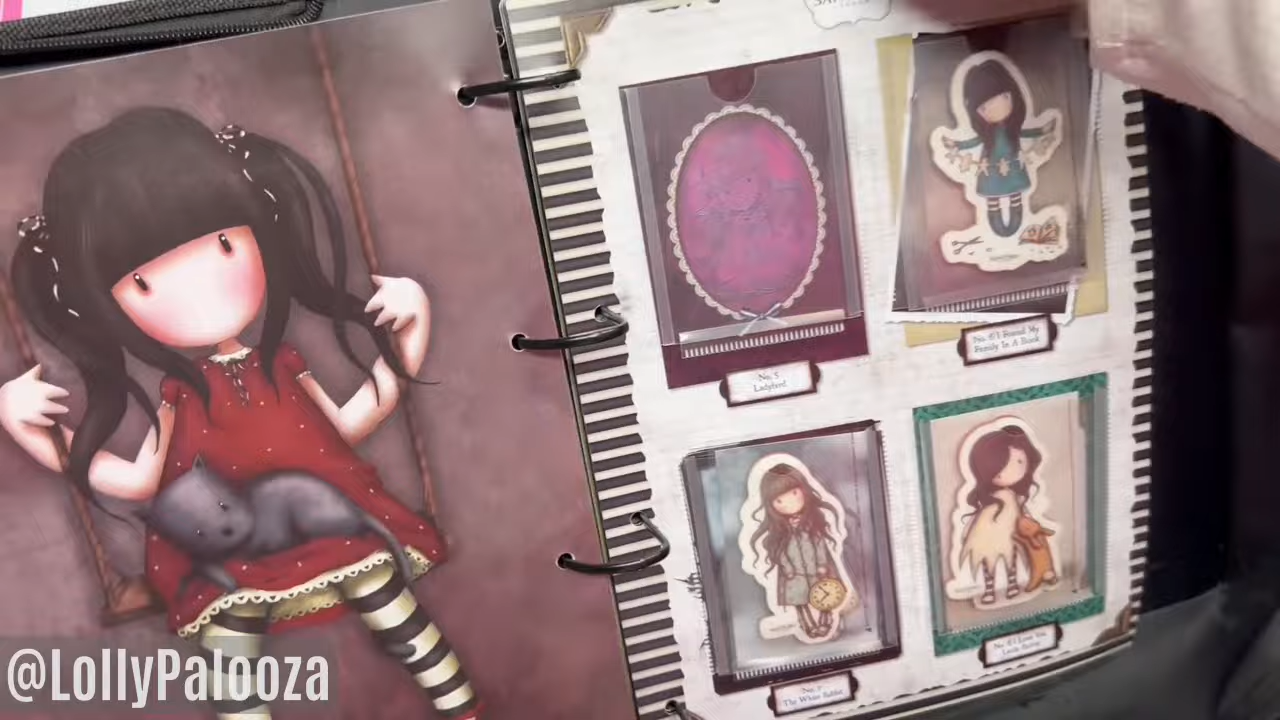 No. 5
Ladybird
No. 6 I Found My
Family In A Book
No. 7
The White Rabbit
No. 8 I Love You
Little Rabbit
@LollyPalooza